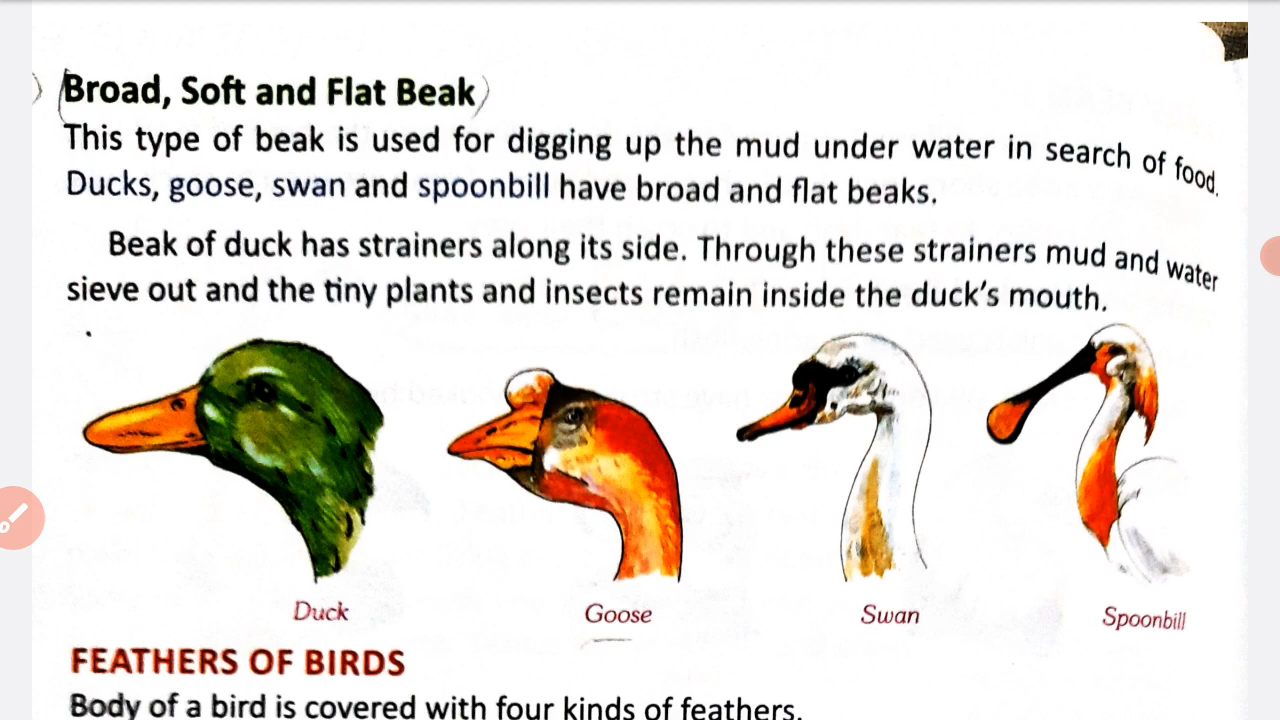 Broad, Soft and Flat Beak
This type of beak is used for digging up the mud under water in search of food.
Ducks, goose, swan and spoonbill have broad and flat beaks.
Beak of duck has strainers along its side. Through these strainers mud and water
sieve out and the tiny plants and insects remain inside the duck's mouth.
Duck Goose Swan Spoonbill
FEATHERS OF BIRDS
Body of a bird is covered with four kinds of feathers.